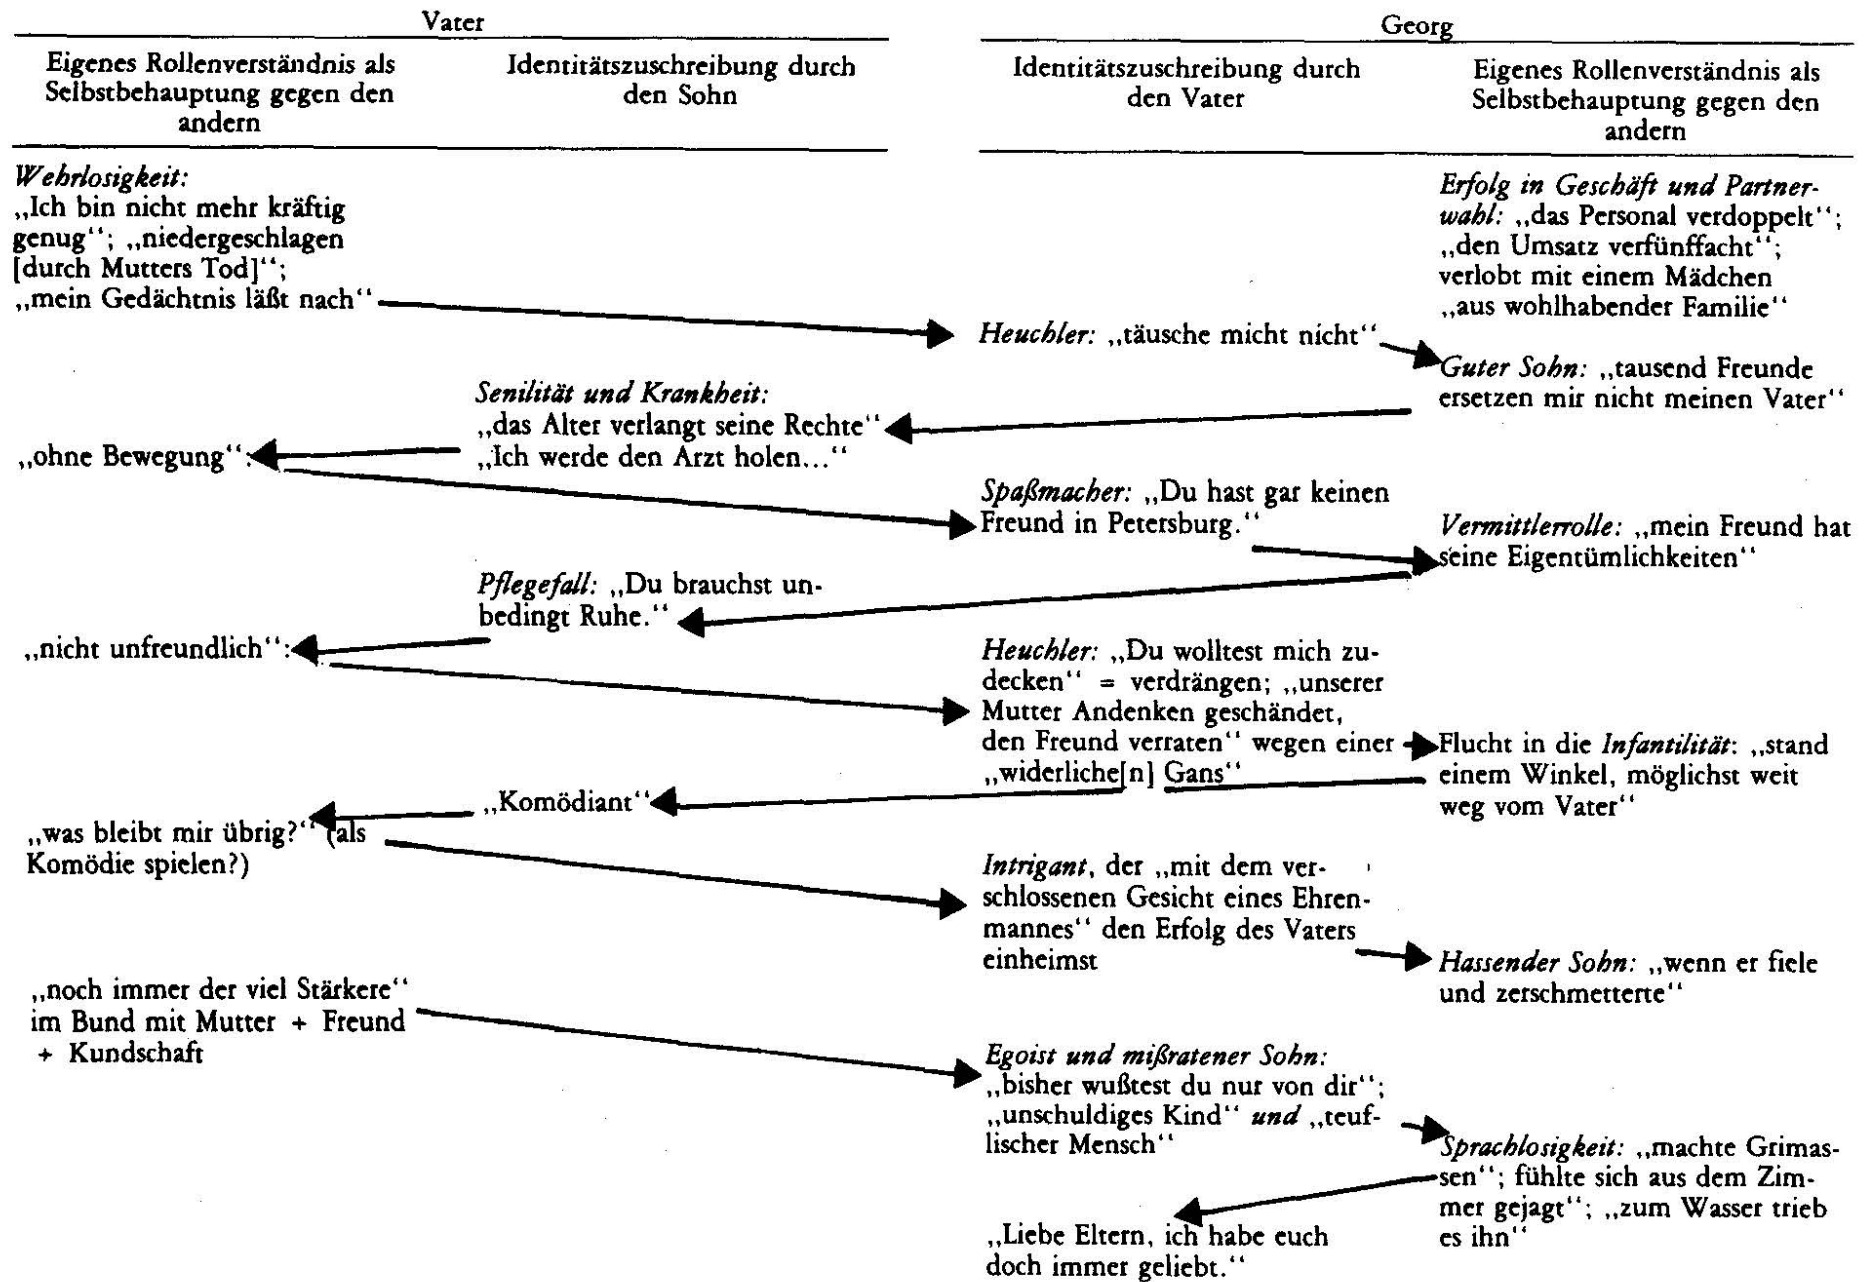 Vater
Georg
Eigenes Rollenverständnis als
Selbstbehauptung gegen den
andern
Identitätszuschreibung durch
den Sohn
Identitätszuschreibung durch
den Vater
Eigenes Rollenverständnis als
Selbstbehauptung gegen den
andern
Wehrlosigkeit:
„Ich bin nicht mehr kräftig
genug“; „niedergeschlagen
[durch Mutters Tod]“;
„mein Gedächtnis läßt nach“
Erfolg in Geschäft und Partner-
wahl: „das Personal verdoppelt“;
„den Umsatz verfünffacht“;
verlobt mit einem Mädchen
„aus wohlhabender Familie“
Heuchler: „täusche micht nicht“
Guter Sohn: „tausend Freunde
ersetzen mir nicht meinen Vater“
Senilität und Krankheit:
„das Alter verlangt seine Rechte“
„Ich werde den Arzt holen...“
„ohne Bewegung“:
Spaßmacher: „Du hast gar keinen
Freund in Petersburg.“
Vermittlerrolle: „mein Freund hat
seine Eigentümlichkeiten“
Pflegefall: „Du brauchst un-
bedingt Ruhe.“
„nicht unfreundlich“:
Heuchler: „Du wolltest mich zu-
decken“ = verdrängen; „unserer
Mutter Andenken geschändet,
den Freund verraten“ wegen einer
„widerliche[n] Gans“
Flucht in die Infantilität: „stand
einem Winkel, möglichst weit
weg vom Vater“
„Komödiant“
„was bleibt mir übrig?“ (als
Komödie spielen?)
Intrigant, der „mit dem ver-
schlossenen Gesicht eines Ehren-
mannes“ den Erfolg des Vaters
einheimst
Hassender Sohn: „wenn er fiele
und zerschmetterte“
„noch immer der viel Stärkere“
im Bund mit Mutter + Freund
+ Kundschaft
Egoist und mißratener Sohn:
„bisher wußtest du nur von dir“;
„unschuldiges Kind“ und „teuf-
lischer Mensch“
Sprachlosigkeit: „machte Grimas-
sen“; fühlte sich aus dem Zim-
mer gejagt“; „zum Wasser trieb
es ihn“
„Liebe Eltern, ich habe euch
doch immer geliebt.“